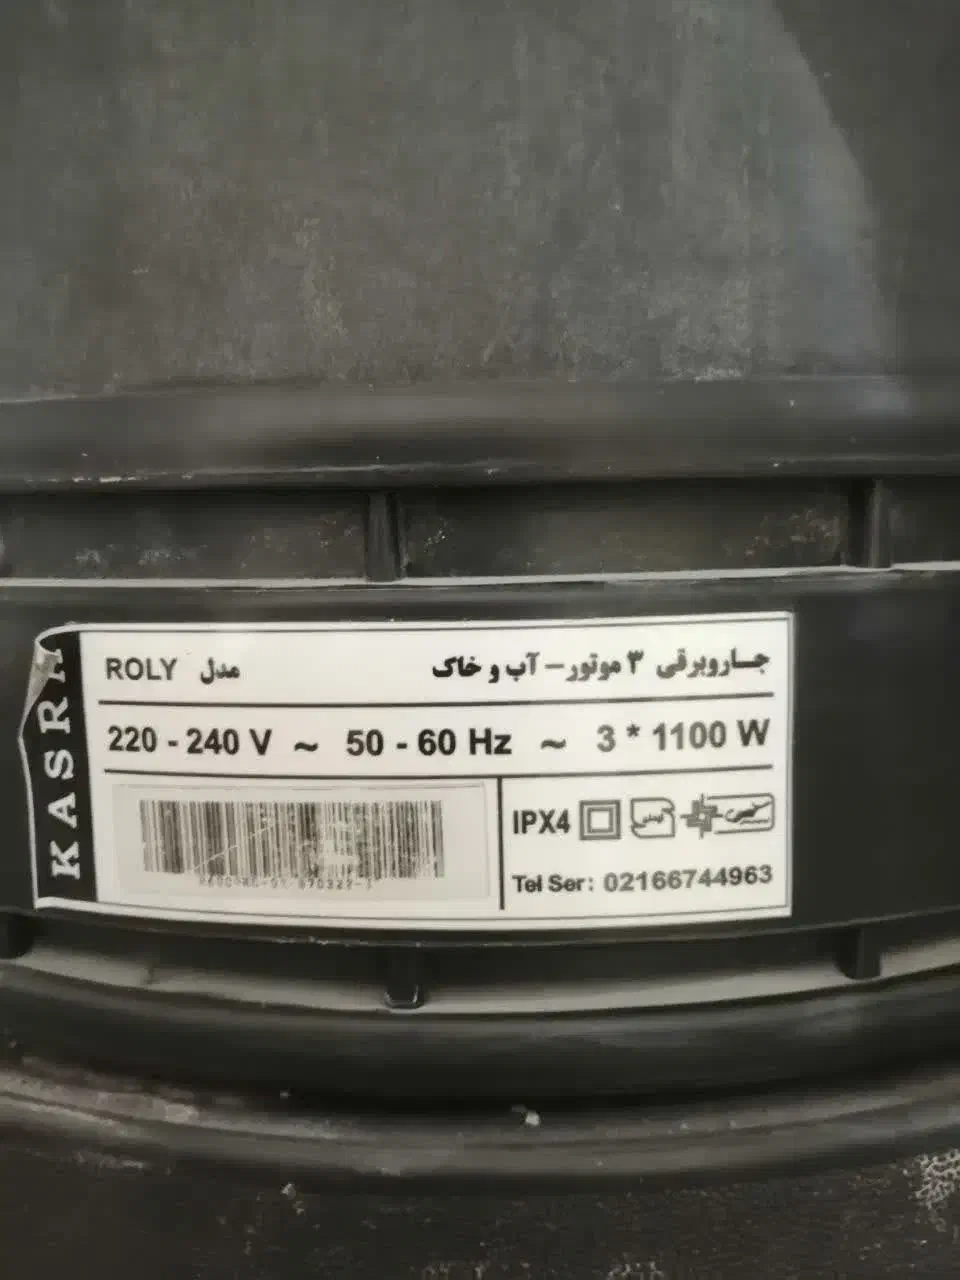 KASRA
جاروبرقی ۳ موتور – آب و خاک مدل ROLY
220 - 240 V ~ 50 - 60 Hz ~ 3 * 1100 W
IPX4
Tel Ser: 02166744963